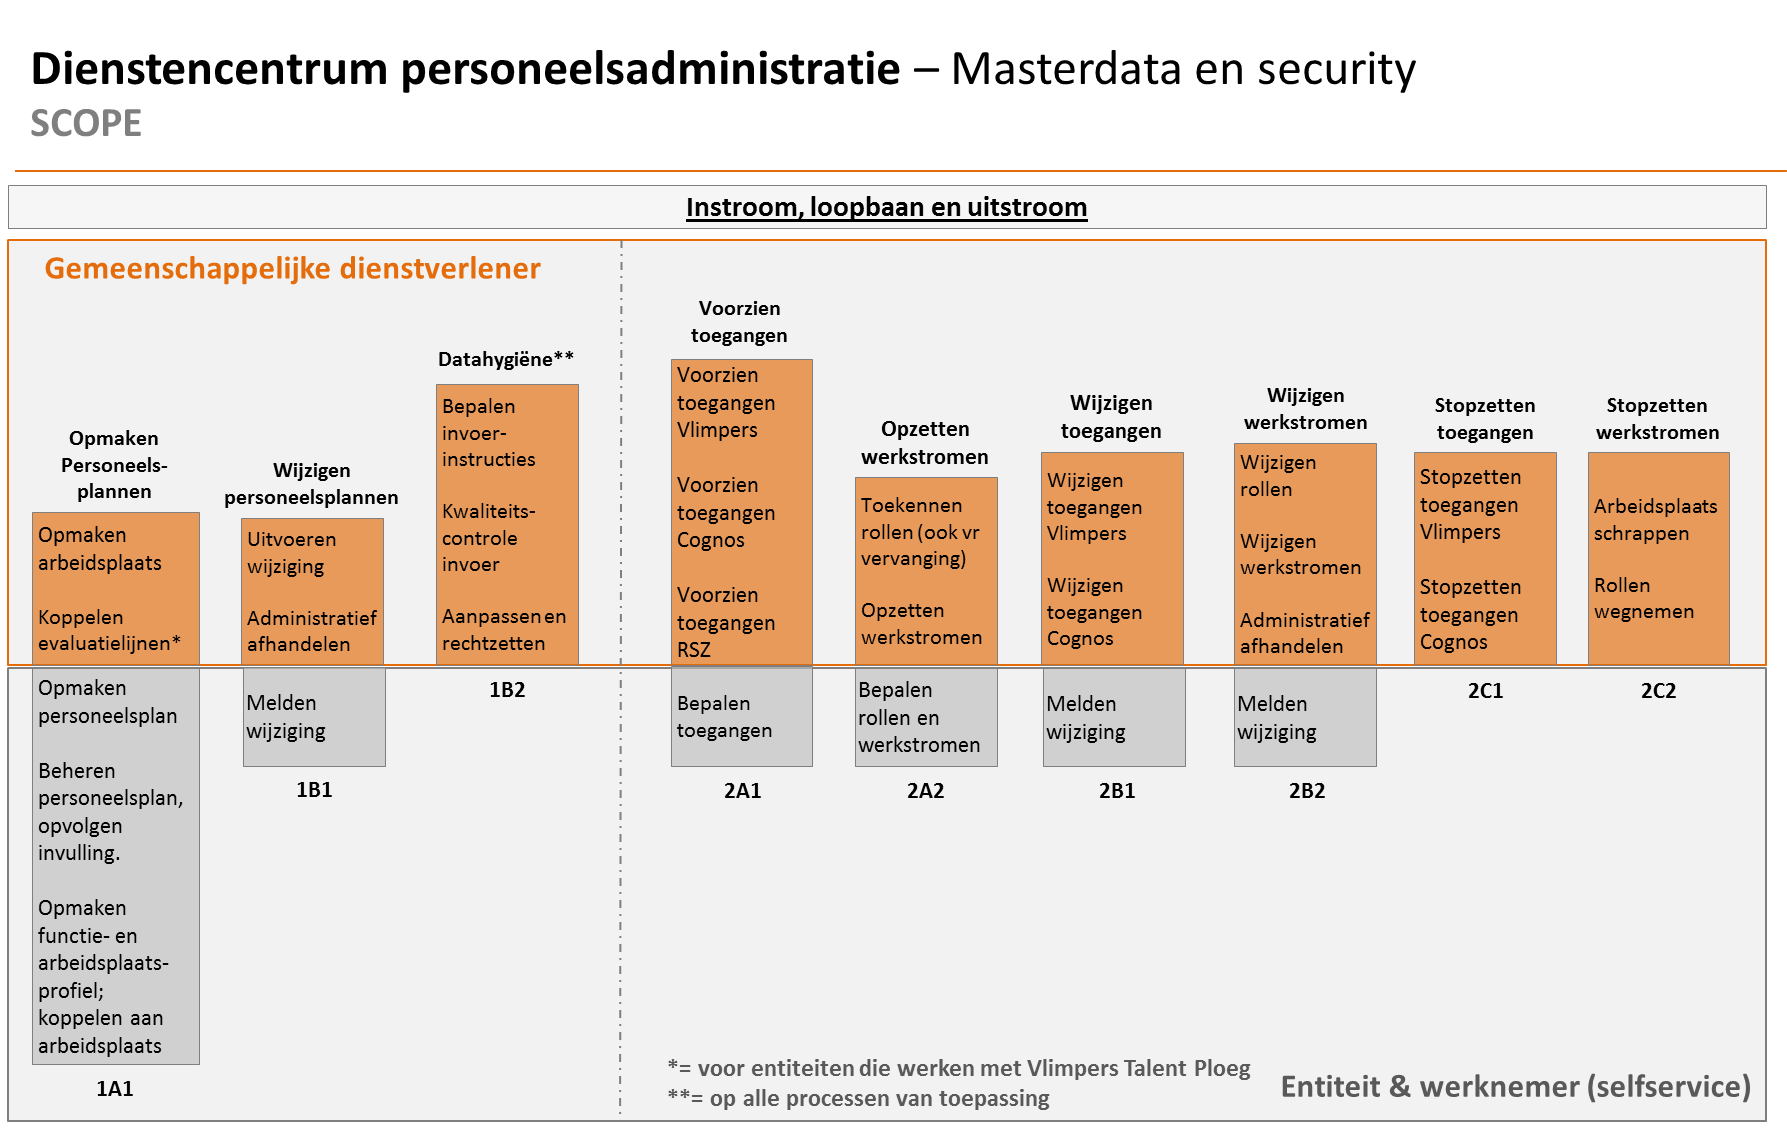 Dienstencentrum personeelsadministratie – Masterdata en security
SCOPE
Instroom, loopbaan en uitstroom
Gemeenschappelijke dienstverlener
Opmaken
Personeels-
plannen
Opmaken
arbeidsplaats
Koppelen
evaluatielijnen*
Opmaken
personeelsplan
Beheren
personeelsplan,
opvolgen
invulling.
Opmaken
functie- en
arbeidsplaats-
profiel;
koppelen aan
arbeidsplaats
1A1
Wijzigen
personeelsplannen
Uitvoeren
wijziging
Administratief
afhandelen
Melden
wijziging
1B1
Datahygiëne**
Bepalen
invoer-
instructies
Kwaliteits-
controle
invoer
Aanpassen en
rechtzetten
1B2
Voorzien
toegangen
Voorzien
toegangen
Vlimpers
Voorzien
toegangen
Cognos
Voorzien
toegangen
RSZ
Bepalen
toegangen
2A1
Opzetten
werkstromen
Toekennen
rollen (ook vr
vervanging)
Opzetten
werkstromen
Bepalen
rollen en
werkstromen
2A2
Wijzigen
toegangen
Wijzigen
toegangen
Vlimpers
Wijzigen
toegangen
Cognos
Melden
wijziging
2B1
Wijzigen
werkstromen
Wijzigen
rollen
Wijzigen
werkstromen
Administratief
afhandelen
Melden
wijziging
2B2
Stopzetten
toegangen
Stopzetten
toegangen
Vlimpers
Stopzetten
toegangen
Cognos
2C1
Stopzetten
werkstromen
Arbeidsplaats
schrappen
Rollen
wegnemen
2C2
*= voor entiteiten die werken met Vlimpers Talent Ploeg
**= op alle processen van toepassing
Entiteit & werknemer (selfservice)